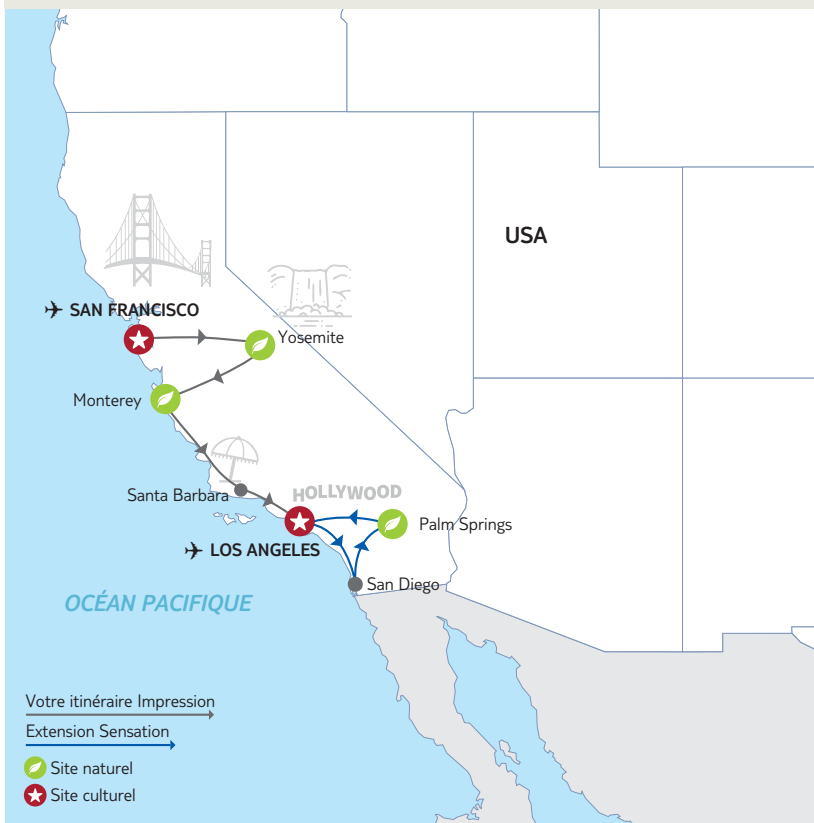 USA
SAN FRANCISCO
Yosemite
Monterey
Santa Barbara
HOLLYWOOD
Palm Springs
LOS ANGELES
San Diego
OCÉAN PACIFIQUE
Votre itinéraire Impression
Extension Sensation
Site naturel
Site culturel